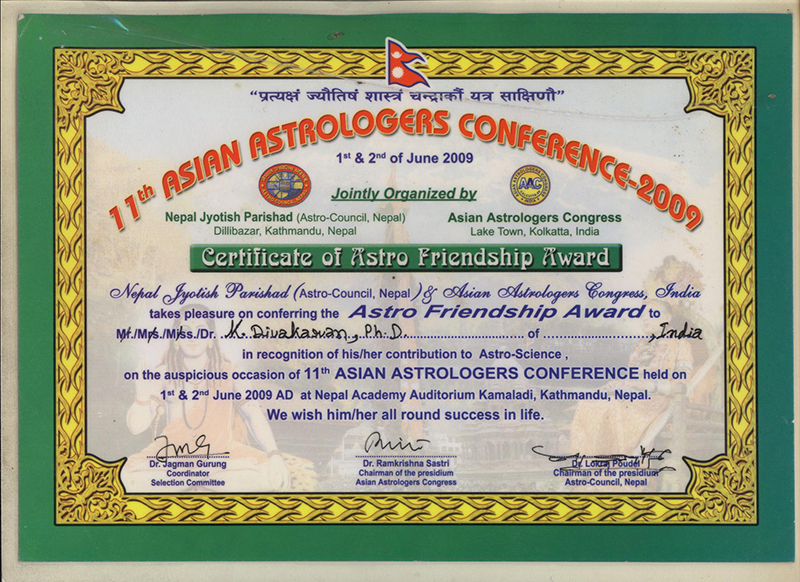 “प्रत्यक्षं ज्यौतिषं शास्त्रं चन्द्रार्कौ यत्र साक्षिणौ”
11th ASIAN ASTROLOGERS CONFERENCE-2009
1st & 2nd of June 2009
Jointly Organized by
Nepal Jyotish Parishad (Astro-Council, Nepal)
Dillibazar, Kathmandu, Nepal
AAC
Asian Astrologers Congress
Lake Town, Kolkatta, India
Certificate of Astro Friendship Award
Nepal Jyotish Parishad (Astro-Council, Nepal) & Asian Astrologers Congress, India
takes pleasure on conferring the Astro Friendship Award to
Mr./Mrs./Miss./Dr. ..K. Divakaran, Ph.D........................... of ............................, India
in recognition of his/her contribution to Astro-Science ,
on the auspicious occasion of 11th ASIAN ASTROLOGERS CONFERENCE held on
1st & 2nd June 2009 AD at Nepal Academy Auditorium Kamaladi, Kathmandu, Nepal.
We wish him/her all round success in life.
Dr. Jagman Gurung
Coordinator
Selection Committee
Dr. Ramkrishna Sastri
Chairman of the presidium
Asian Astrologers Congress
Dr. Lokraj Poudel
Chairman of the presidium
Astro-Council, Nepal